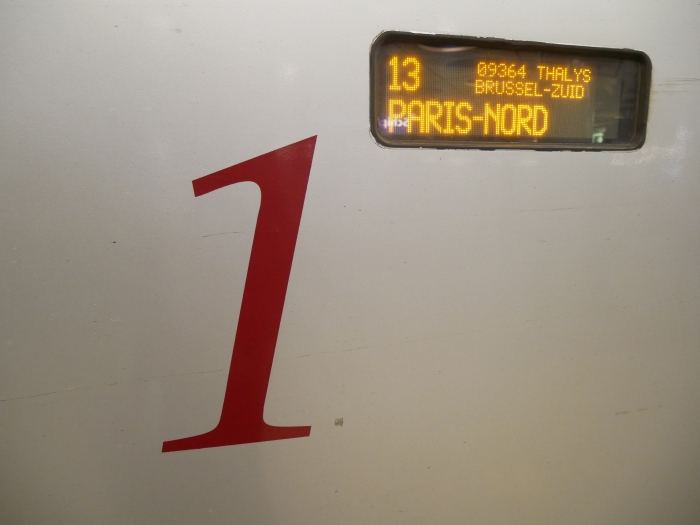 13 09364 THALYS
BRUSSEL-ZUID
PARIS-NORD
1